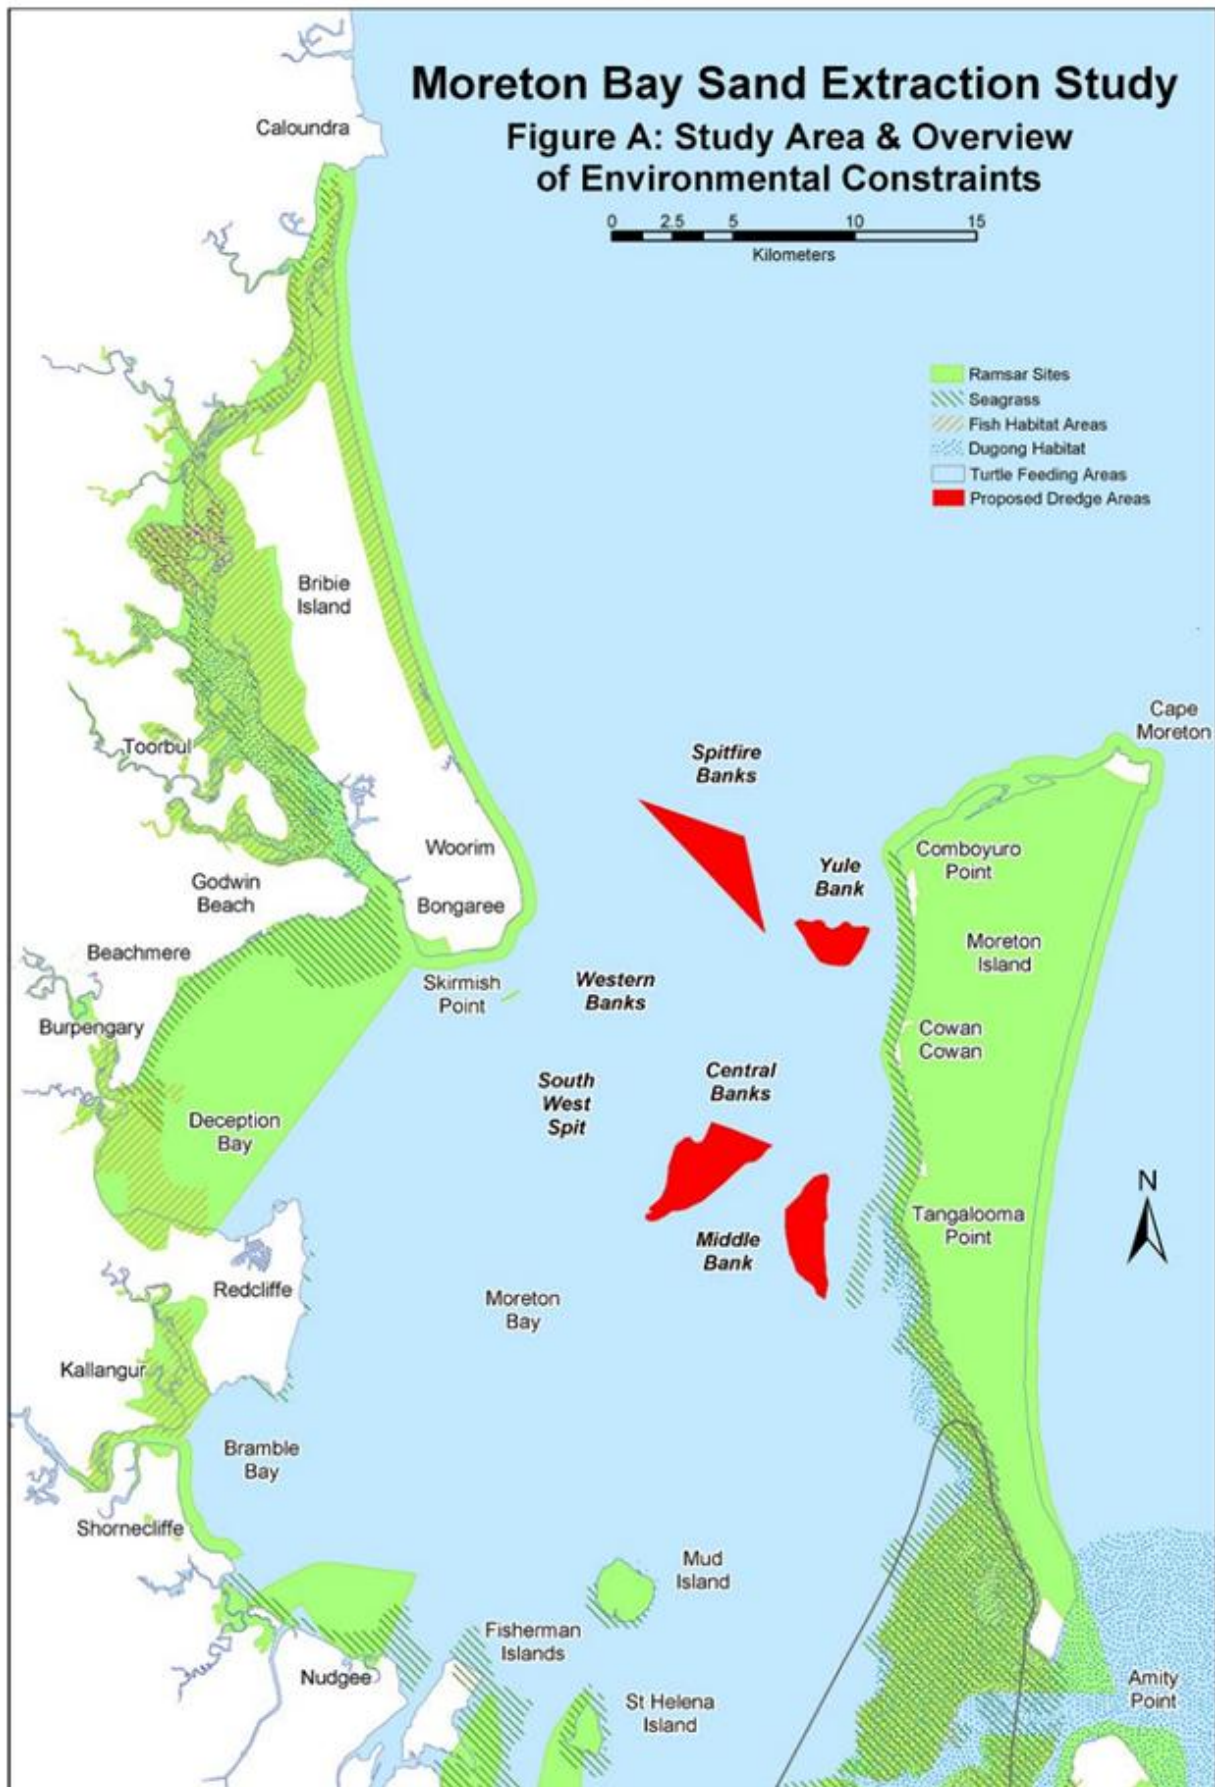 Moreton Bay Sand Extraction Study
Figure A: Study Area & Overview
of Environmental Constraints
0 2.5 5 10 15
Kilometers
Caloundra
Ramsar Sites
Seagrass
Fish Habitat Areas
Dugong Habitat
Turtle Feeding Areas
Proposed Dredge Areas
Bribie
Island
Cape
Moreton
Toorbul
Spitfire
Banks
Woorim
Comboyuro
Point
Yule
Bank
Godwin
Beach
Bongaree
Beachmere
Moreton
Island
Skirmish
Point
Western
Banks
Burpengary
Cowan
Cowan
Central
Banks
South
West
Spit
Deception
Bay
N
Tangalooma
Point
Middle
Bank
Redcliffe
Moreton
Bay
Kallangur
Bramble
Bay
Shornecliffe
Mud
Island
Fisherman
Islands
Nudgee
St Helena
Island
Amity
Point